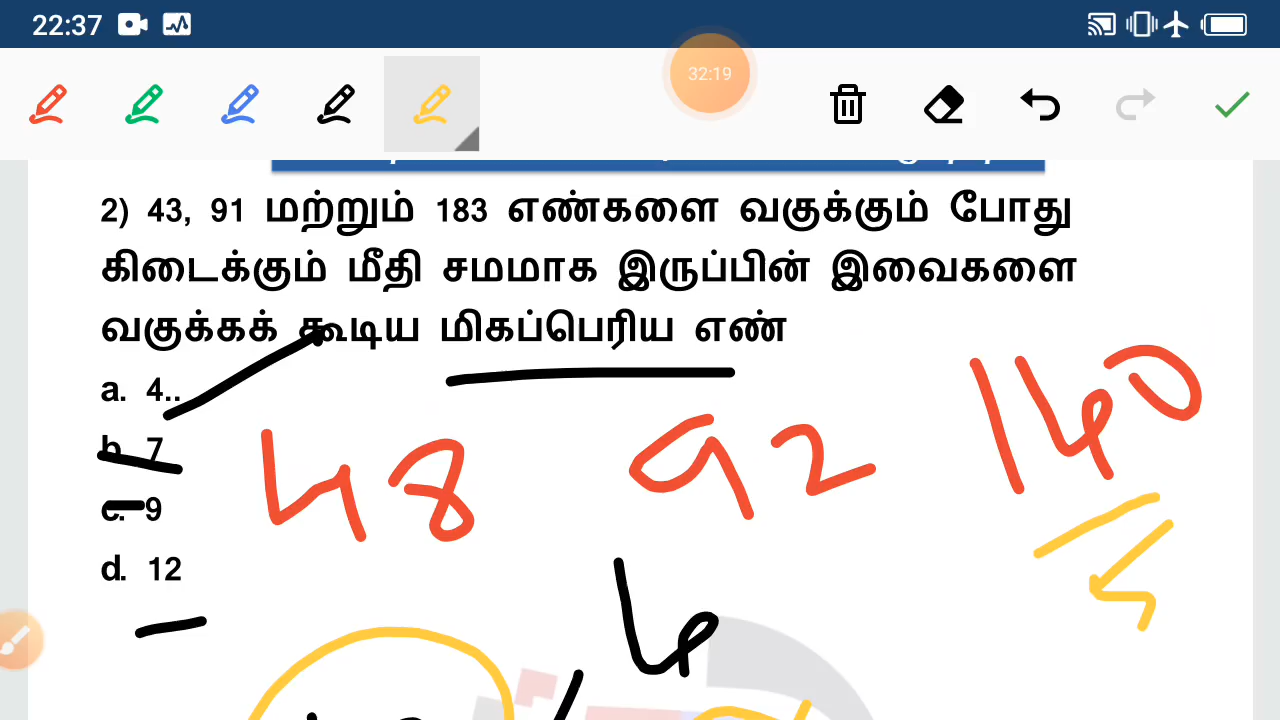 22:37
32:19
2) 43, 91 மற்றும் 183 எண்களை வகுக்கும் போது
கிடைக்கும் மீதி சமமாக இருப்பின் இவைகளை
வகுக்கக் கூடிய மிகப்பெரிய எண்
a. 4..
b. 7
c. 9
d. 12
48 92 140
4